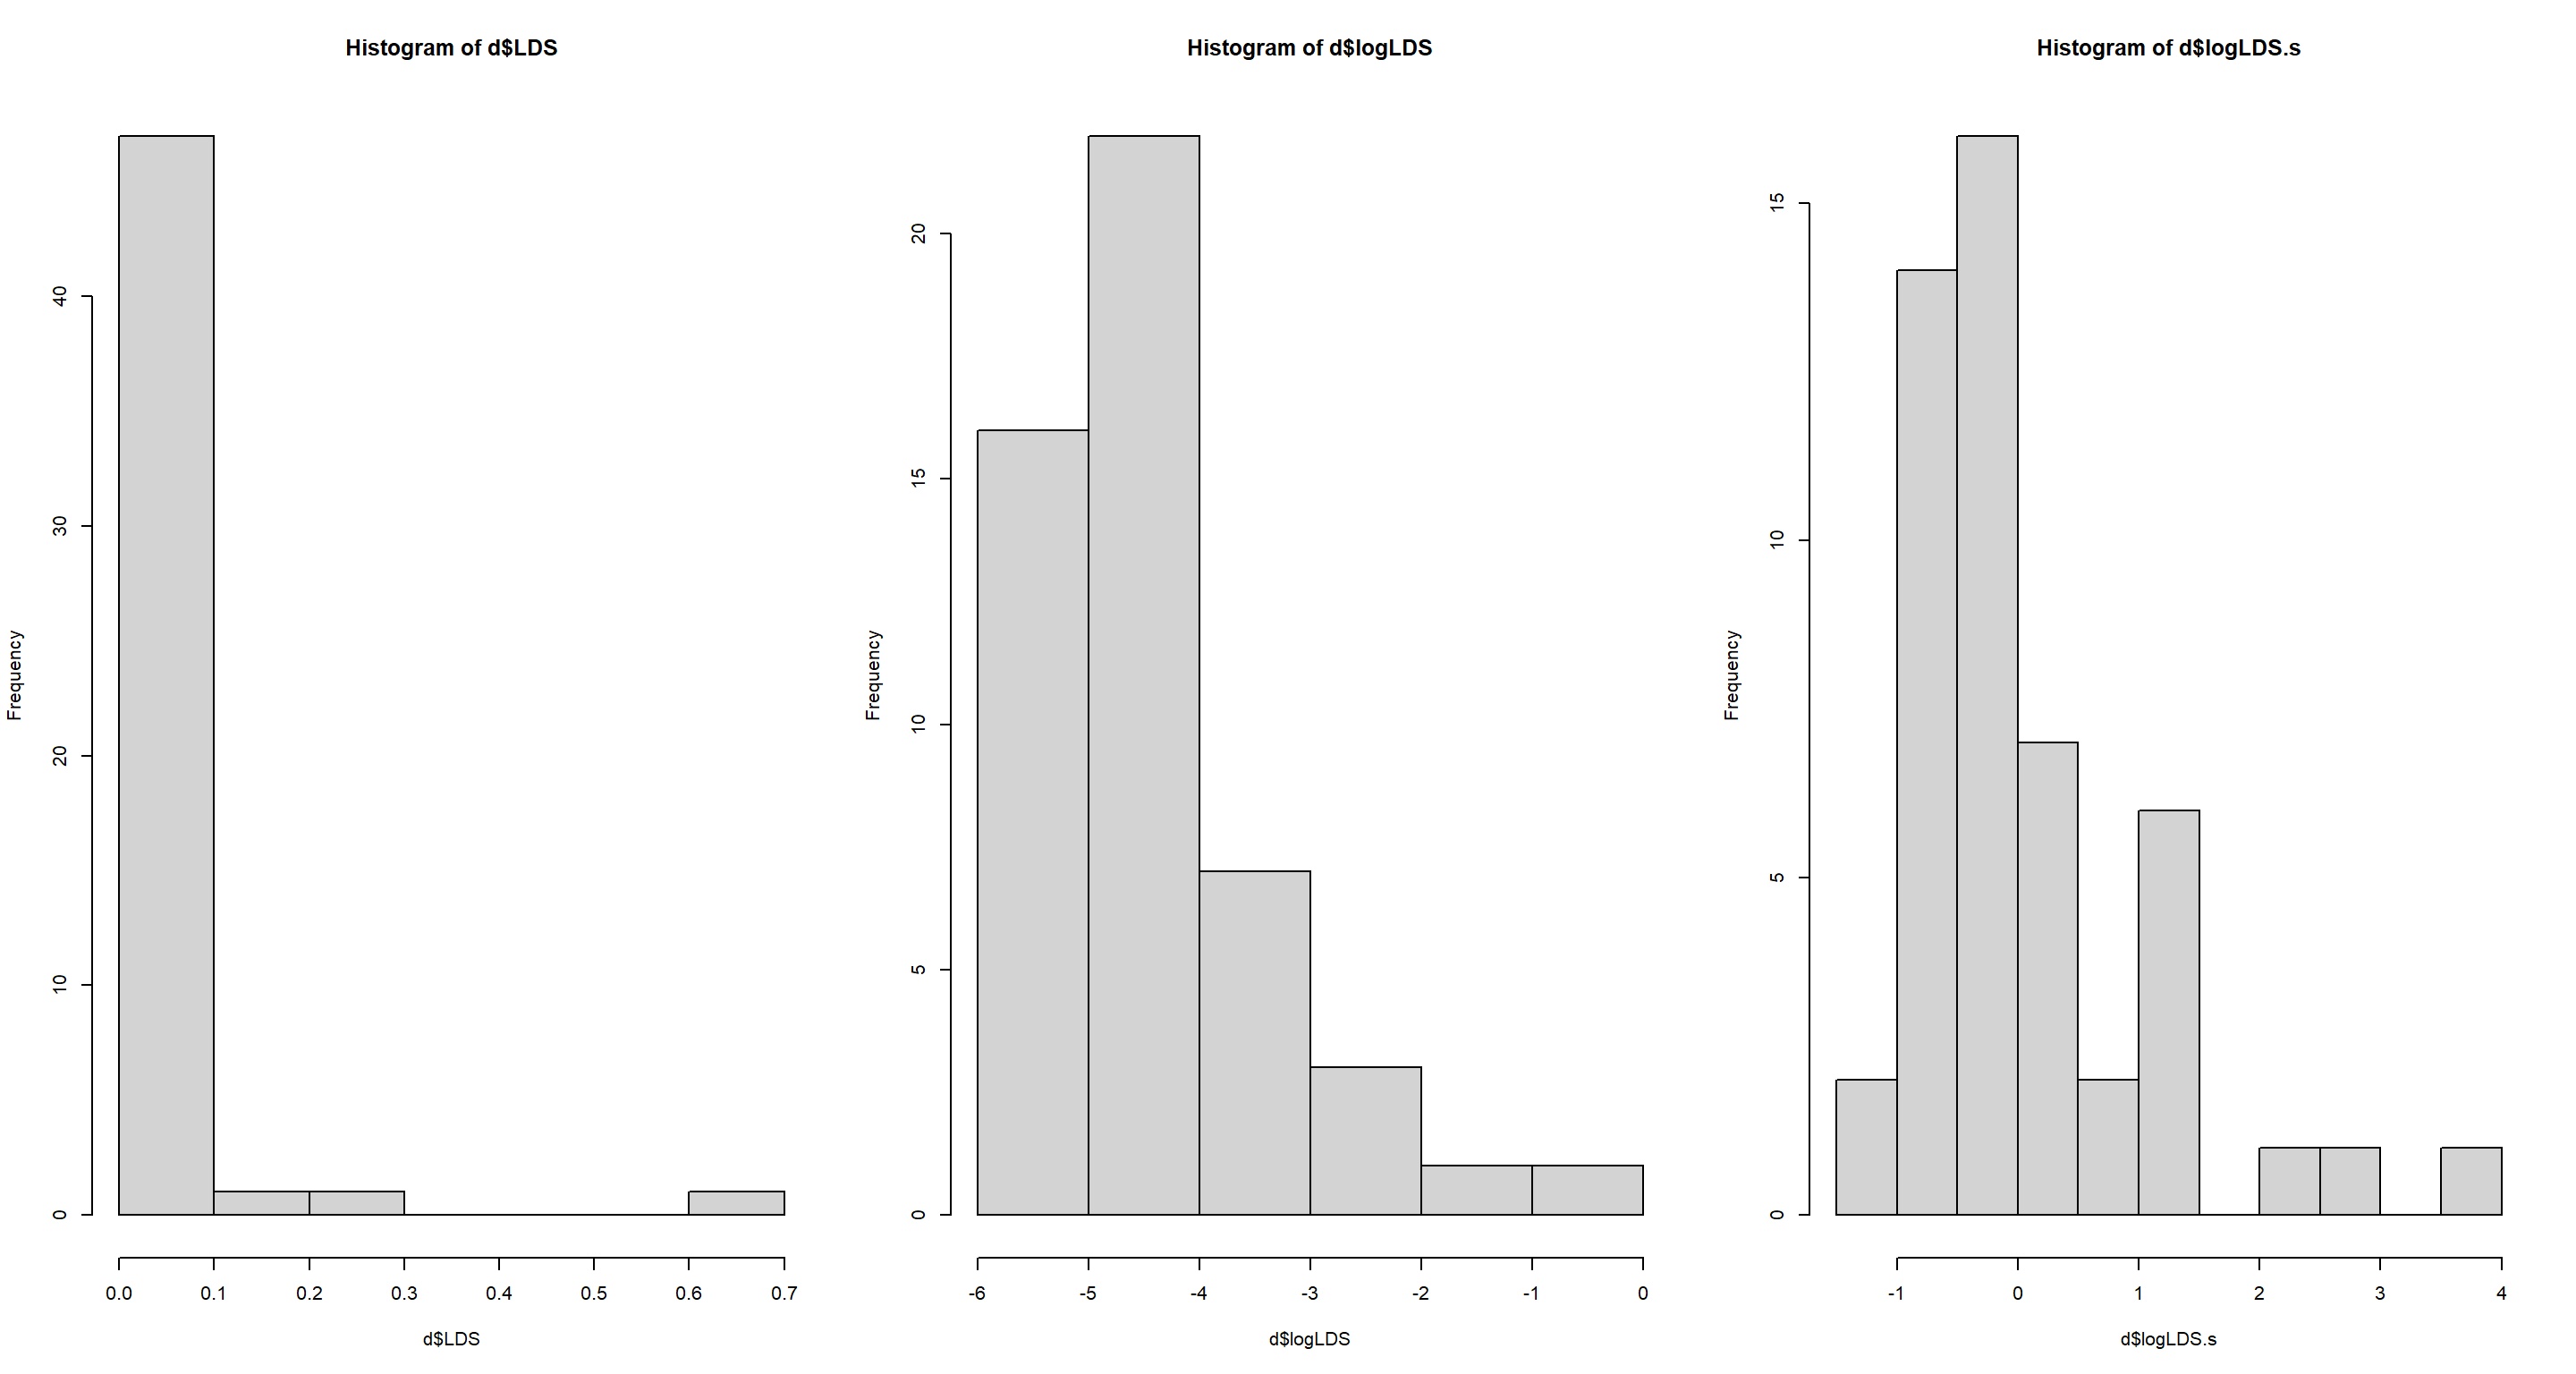 Histogram of d$LDS
Frequency
40
30
20
10
0
0.0 0.1 0.2 0.3 0.4 0.5 0.6 0.7
d$LDS
Histogram of d$logLDS
Frequency
20
15
10
5
0
-6 -5 -4 -3 -2 -1 0
d$logLDS
Histogram of d$logLDS.s
Frequency
15
10
5
0
-1 0 1 2 3 4
d$logLDS.s